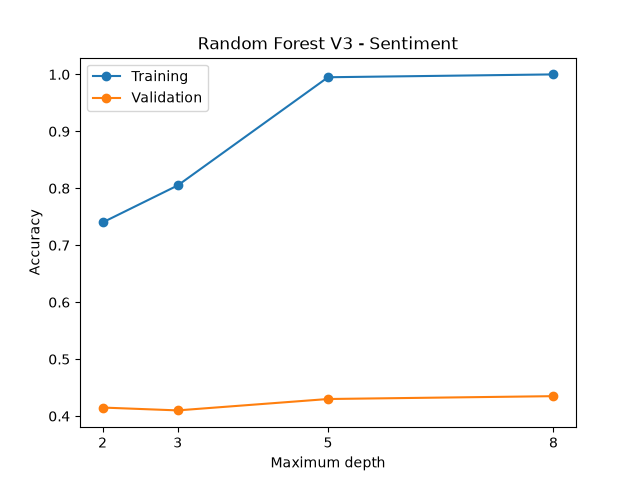 Random Forest V3 - Sentiment
Training
Validation
1.0
0.9
0.8
0.7
0.6
0.5
0.4
Accuracy
2 3 5 8
Maximum depth